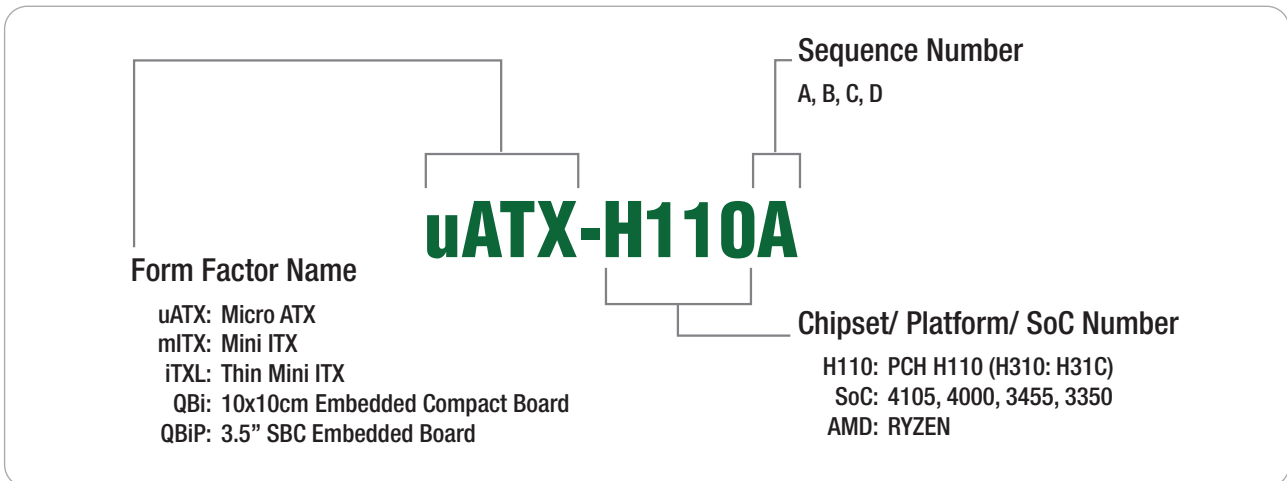 Sequence Number
A, B, C, D
uATX-H110A
Form Factor Name
uATX: Micro ATX
mITX: Mini ITX
iTXL: Thin Mini ITX
QBi: 10x10cm Embedded Compact Board
QBiP: 3.5” SBC Embedded Board
Chipset/ Platform/ SoC Number
H110: PCH H110 (H310: H31C)
SoC: 4105, 4000, 3455, 3350
AMD: RYZEN